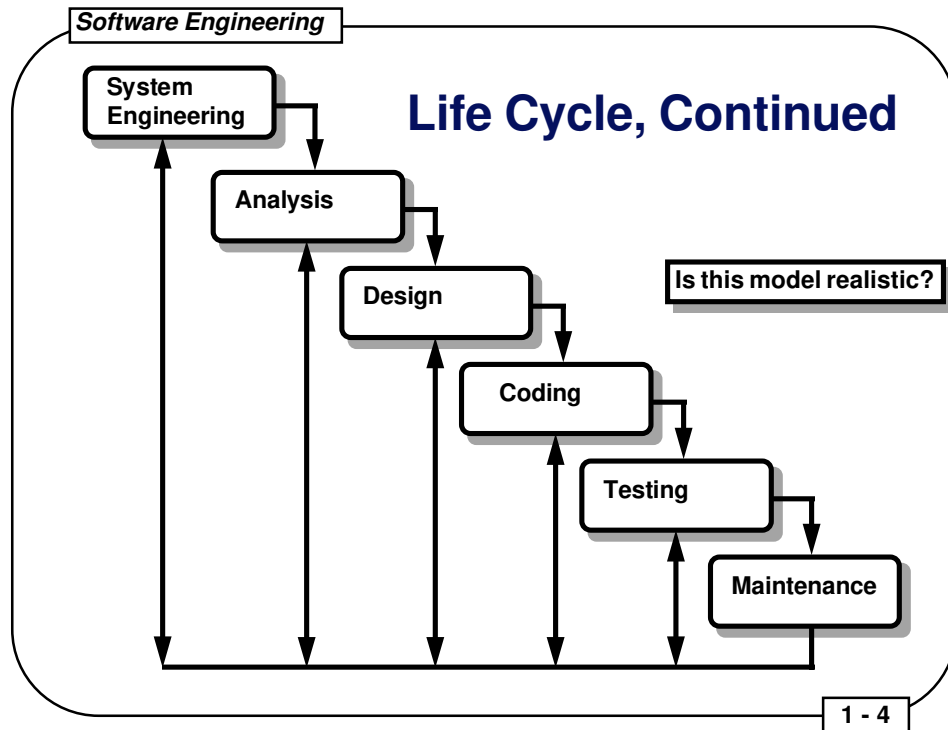 Software Engineering
System
Engineering
Life Cycle, Continued
Analysis
Design
Is this model realistic?
Coding
Testing
Maintenance
1 - 4